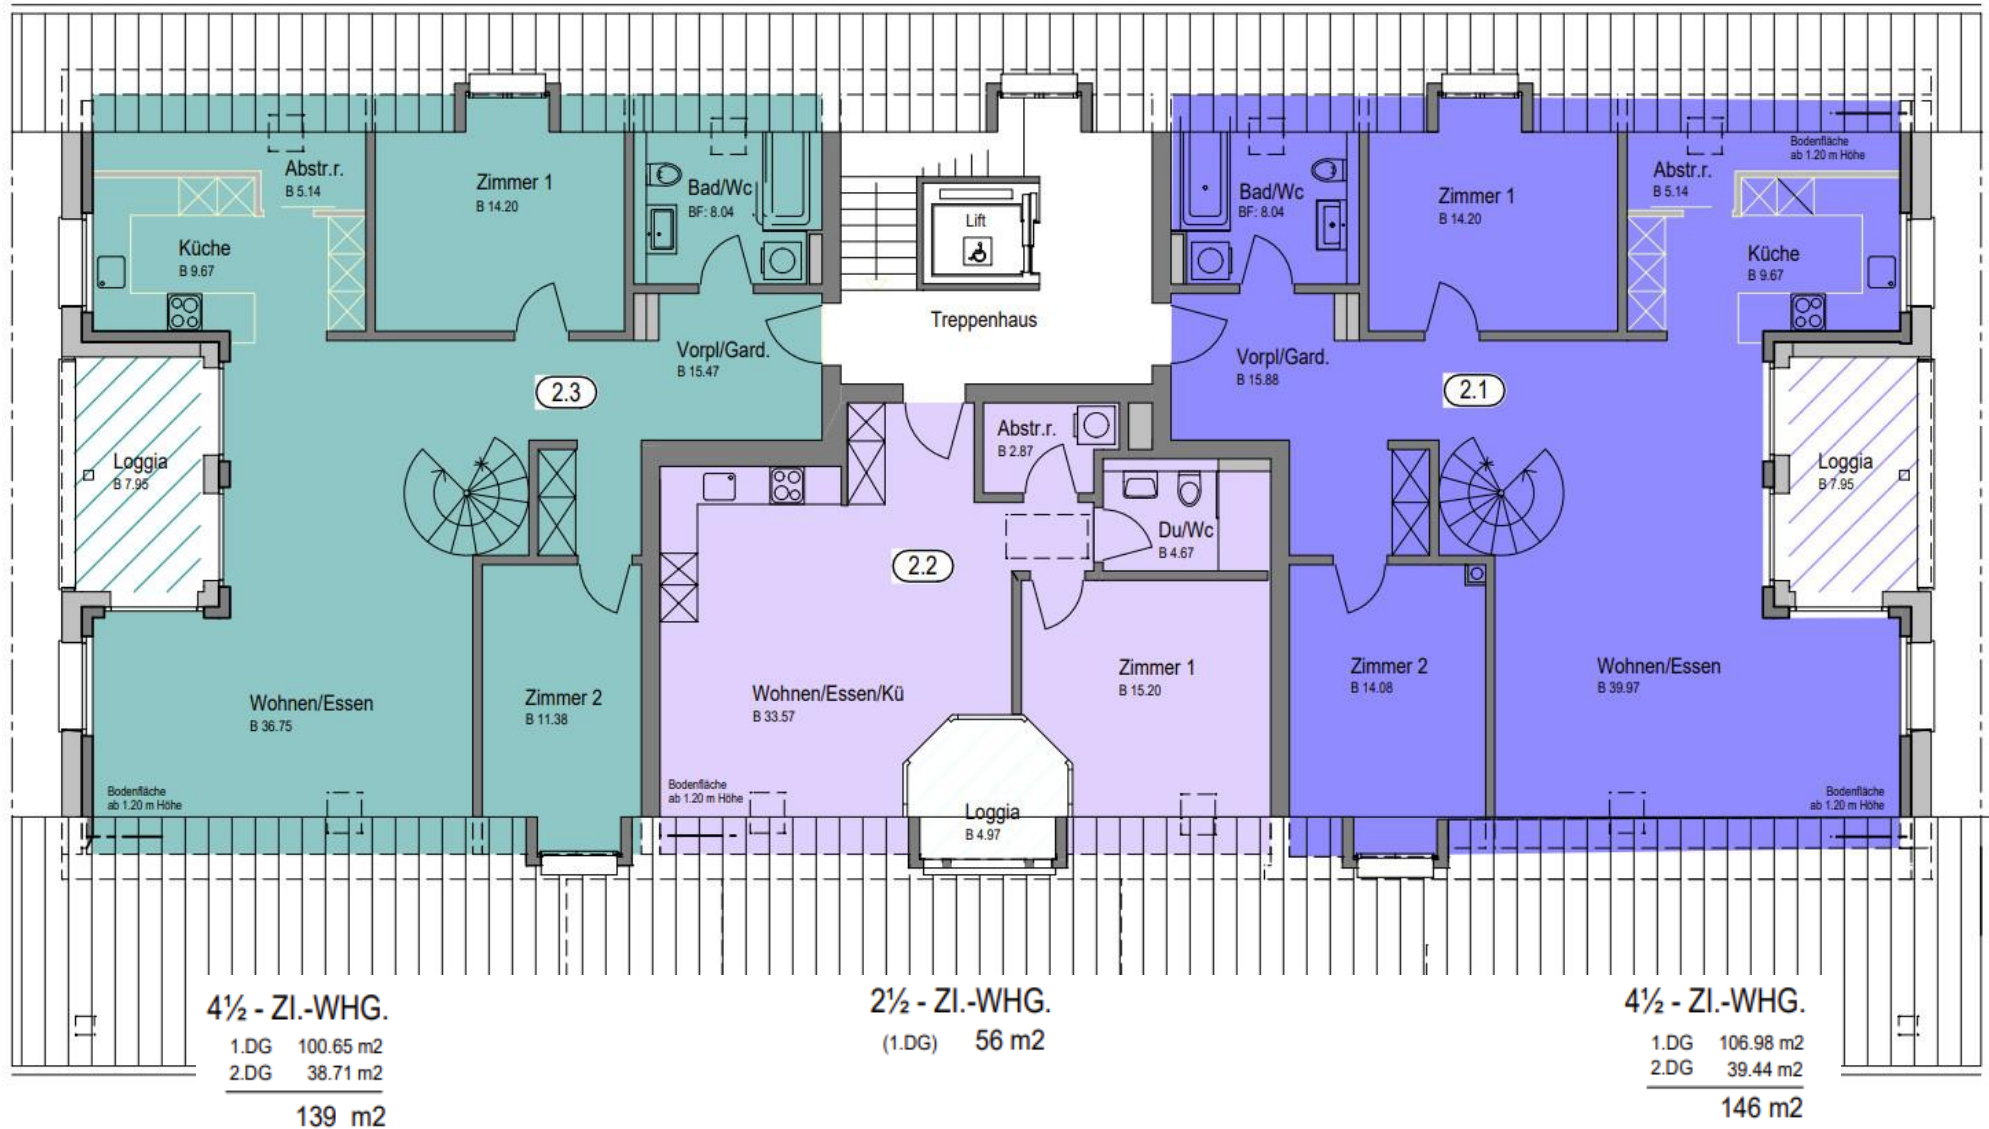 Abstr.r.
B 5.14
Küche
B 9.67
Zimmer 1
B 14.20
Bad/Wc
BF: 8.04
Vorpl/Gard.
B 15.47
2.3
Loggia
B 7.95
Wohnen/Essen
B 36.75
Zimmer 2
B 11.38
Bodenfläche
ab 1.20 m Höhe
Lift
Treppenhaus
Abstr.r.
B 2.87
Du/Wc
B 4.67
2.2
Wohnen/Essen/Kü
B 33.57
Zimmer 1
B 15.20
Bodenfläche
ab 1.20 m Höhe
Loggia
B 4.97
Bad/Wc
BF: 8.04
Zimmer 1
B 14.20
Bodenfläche
ab 1.20 m Höhe
Abstr.r.
B 5.14
Küche
B 9.67
Vorpl/Gard.
B 15.88
2.1
Loggia
B 7.95
Zimmer 2
B 14.08
Wohnen/Essen
B 39.97
Bodenfläche
ab 1.20 m Höhe
4½ - ZI.-WHG.
1.DG 100.65 m2
2.DG 38.71 m2
139 m2
2½ - ZI.-WHG.
(1.DG) 56 m2
4½ - ZI.-WHG.
1.DG 106.98 m2
2.DG 39.44 m2
146 m2